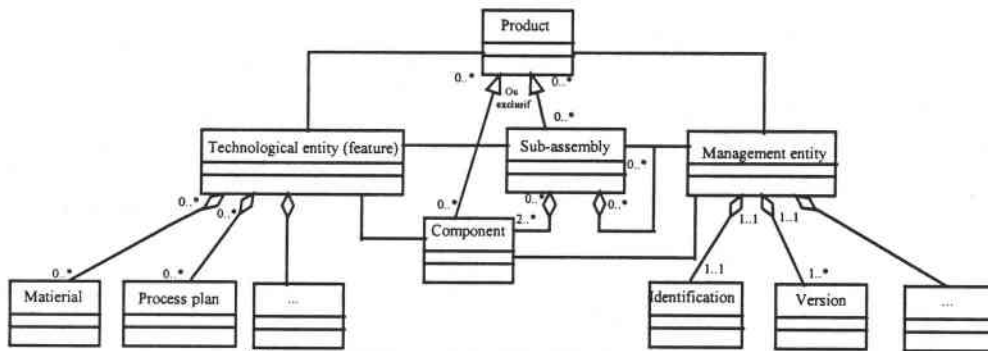 Product
0..*
0..*
Ou
exclusif
0..*
Technological entity (feature)
Sub-assembly
Management entity
0..*
0..*
0..*
0..*
0..*
0..*
2..*
1..1
1..1
Component
0..*
0..*
1..1
1..*
Matierial
Process plan
...
Identification
Version
...